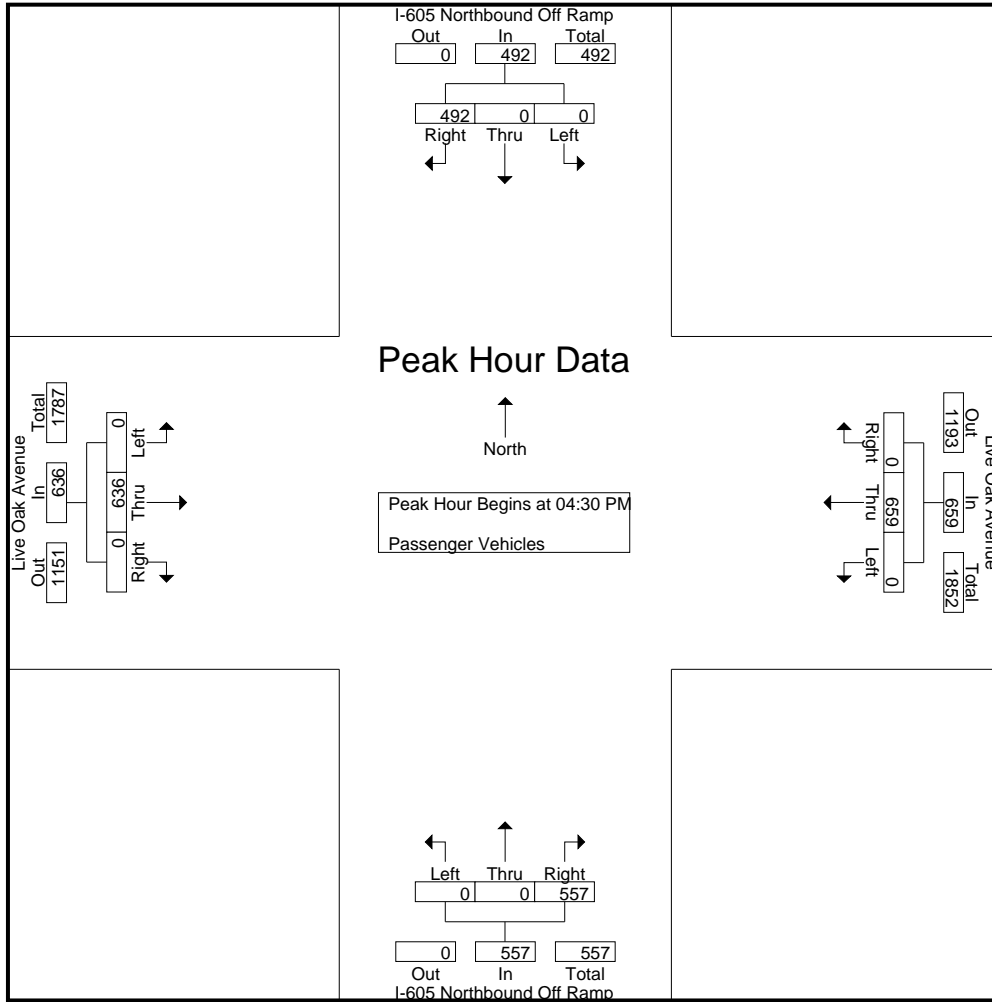 I-605 Northbound Off Ramp
Out In Total
0 492 492
492 0 0
Right Thru Left
Peak Hour Data
North
Peak Hour Begins at 04:30 PM
Passenger Vehicles
Live Oak Avenue
Total In Out
1787 636 1151
0 636 0
Left Thru Right
Right Thru Left
0 659 0
Out In Total
1193 659 1852
Live Oak Avenue
Left Thru Right
0 0 557
0 557 557
Out In Total
I-605 Northbound Off Ramp